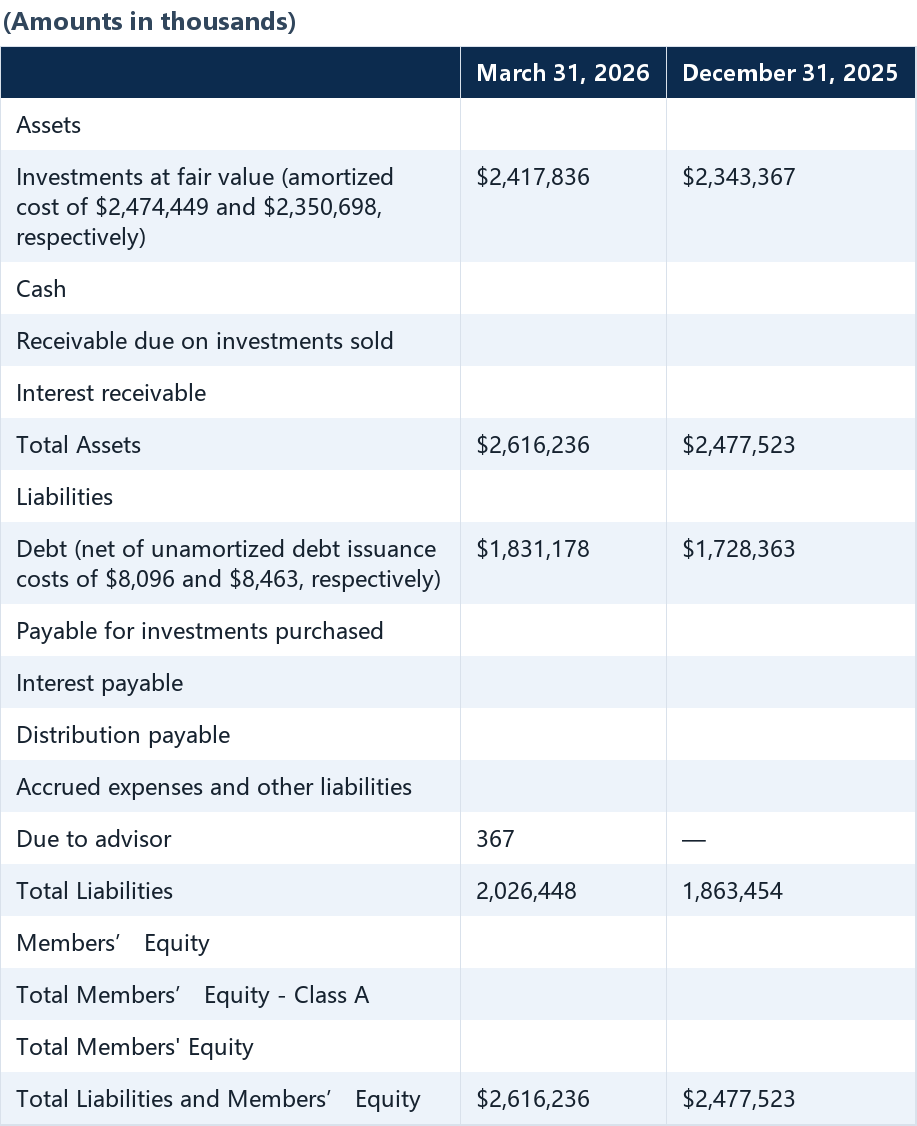 (Amounts in thousands)
March 31, 2026 December 31, 2025
Assets
Investments at fair value (amortized $2,417,836 $2,343,367
cost of $2,474,449 and $2,350,698,
respectively)
Cash
Receivable due on investments sold
Interest receivable
Total Assets $2,616,236 $2,477,523
Liabilities
Debt (net of unamortized debt issuance $1,831,178 $1,728,363
costs of $8,096 and $8,463, respectively)
Payable for investments purchased
Interest payable
Distribution payable
Accrued expenses and other liabilities
Due to advisor 367 —
Total Liabilities 2,026,448 1,863,454
Members’ Equity
Total Members’ Equity - Class A
Total Members' Equity
Total Liabilities and Members’ Equity $2,616,236 $2,477,523